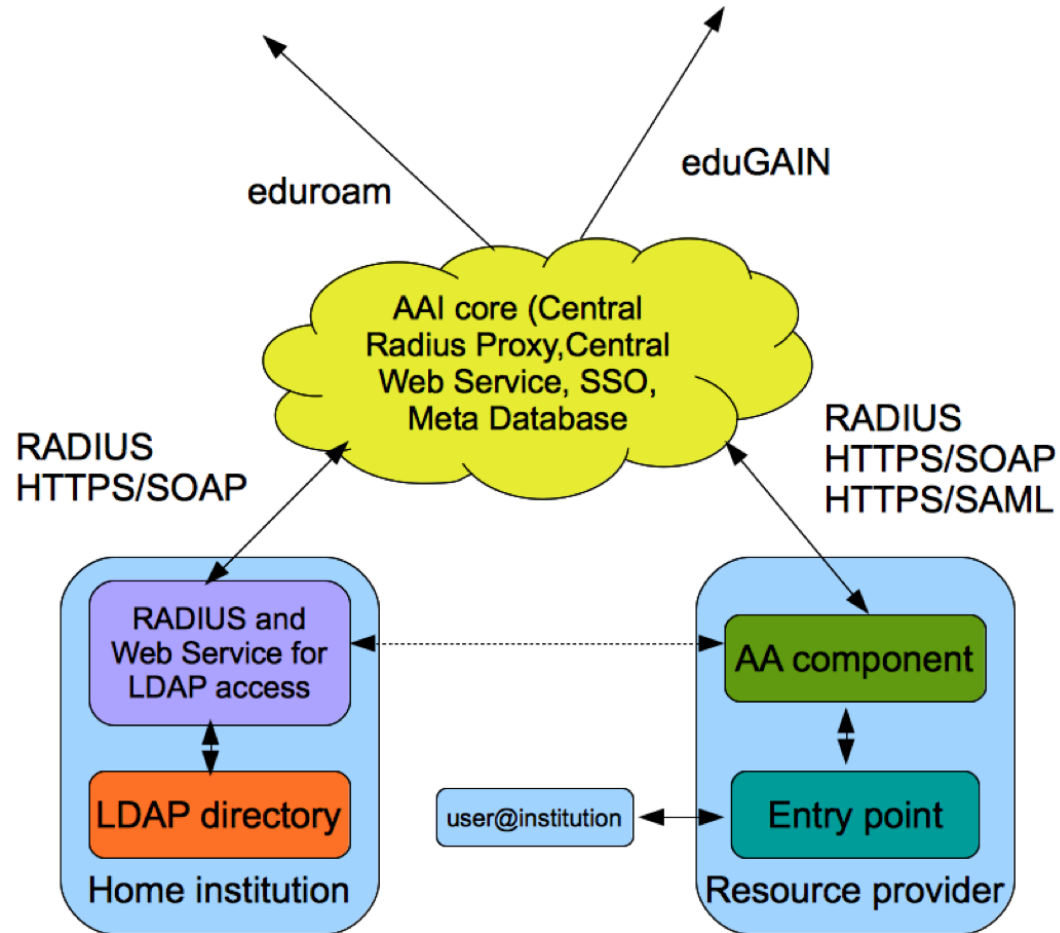 eduroam
eduGAIN
AAI core (Central
Radius Proxy,Central
Web Service, SSO,
Meta Database
RADIUS
HTTPS/SOAP
RADIUS
HTTPS/SOAP
HTTPS/SAML
RADIUS and
Web Service for
LDAP access
LDAP directory
Home institution
user@institution
AA component
Entry point
Resource provider